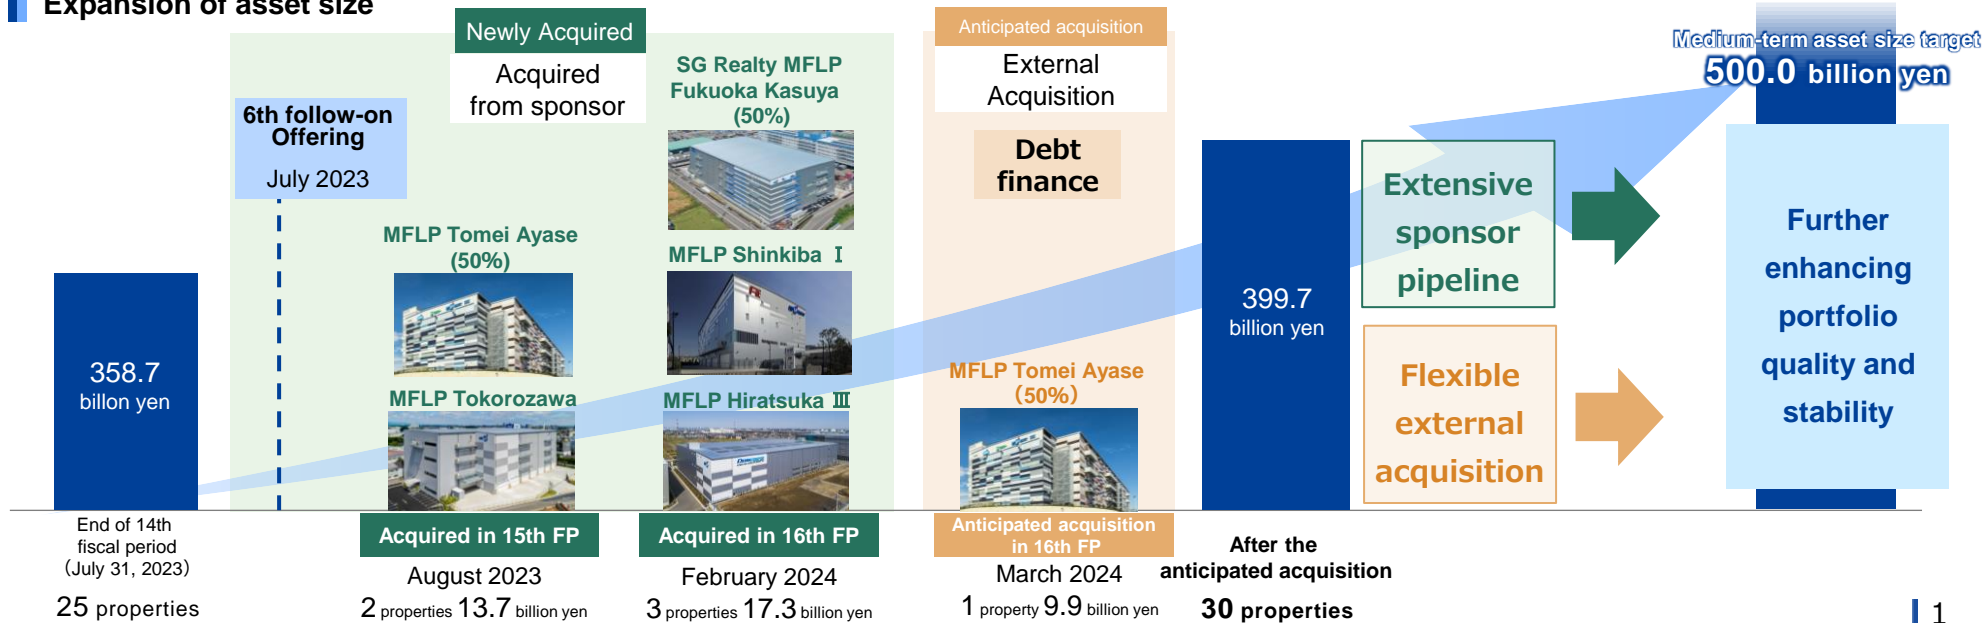 Expansion of asset size
Newly Acquired
Acquired
from sponsor
6th follow-on
Offering
July 2023
SG Realty MFLP
Fukuoka Kasuya
(50%)
MFLP Tomei Ayase
(50%)
MFLP Shinkiba Ⅰ
MFLP Tokorozawa
MFLP Hiratsuka Ⅲ
Anticipated acquisition
External
Acquisition
Debt
finance
MFLP Tomei Ayase
（50%）
358.7
billon yen
399.7
billion yen
Extensive
sponsor
pipeline
Flexible
external
acquisition
Medium-term asset size target
500.0 billion yen
Further
enhancing
portfolio
quality and
stability
End of 14th
fiscal period
（July 31, 2023）
25 properties
Acquired in 15th FP
August 2023
2 properties 13.7 billion yen
Acquired in 16th FP
February 2024
3 properties 17.3 billion yen
Anticipated acquisition
in 16th FP
March 2024
1 property 9.9 billion yen
After the
anticipated acquisition
30 properties
1